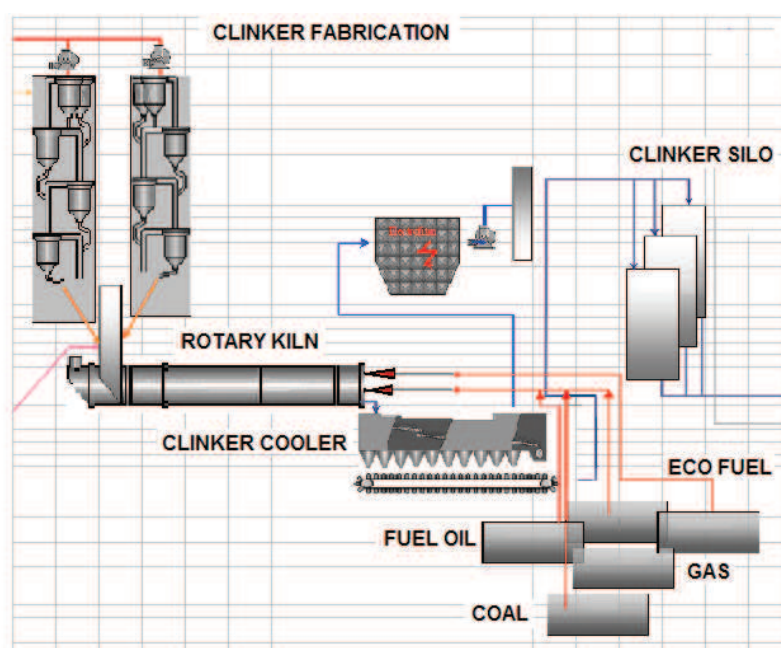 CLINKER FABRICATION
CLINKER SILO
ROTARY KILN
CLINKER COOLER
ECO FUEL
FUEL OIL
GAS
COAL